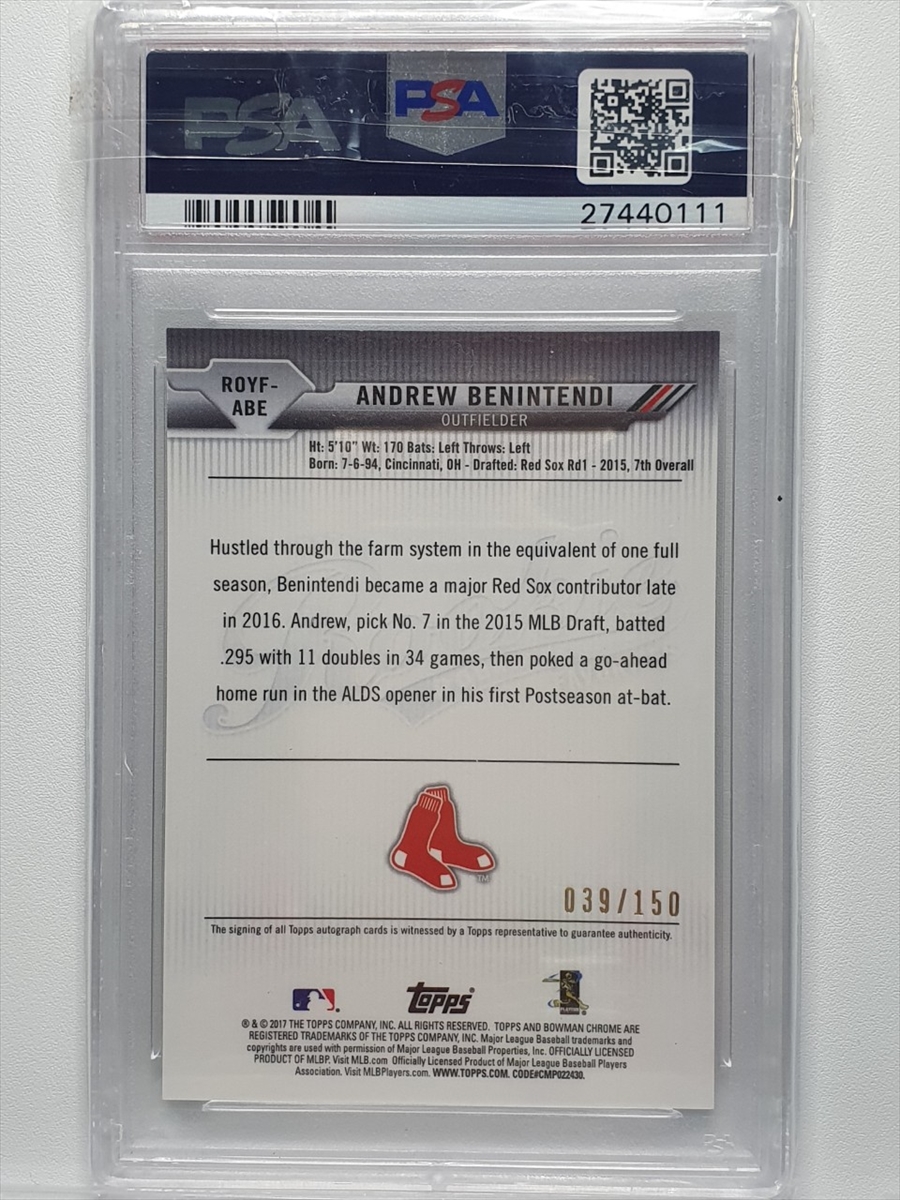 PSA PSA
27440111
ROYF-
ABE
ANDREW BENINTENDI
OUTFIELDER
Ht: 5'10" Wt: 170 Bats: Left Throws: Left
Born: 7-6-94, Cincinnati, OH - Drafted: Red Sox Rd1 - 2015, 7th Overall
Hustled through the farm system in the equivalent of one full
season, Benintendi became a major Red Sox contributor late
in 2016. Andrew, pick No. 7 in the 2015 MLB Draft, batted
.295 with 11 doubles in 34 games, then poked a go-ahead
home run in the ALDS opener in his first Postseason at-bat.
Rookie
TM
039/150
The signing of all Topps autograph cards is witnessed by a Topps representative to guarantee authenticity.
topps
® & © 2017 THE TOPPS COMPANY, INC. ALL RIGHTS RESERVED. TOPPS AND BOWMAN CHROME ARE
REGISTERED TRADEMARKS OF THE TOPPS COMPANY, INC. Major League Baseball trademarks and
copyrights are used with permission of Major League Baseball Properties, Inc. OFFICIALLY LICENSED
PRODUCT OF MLBP. Visit MLB.com Officially Licensed Product of Major League Baseball Players
Association. Visit MLBPlayers.com. WWW.TOPPS.COM. CODE#CMP022430.
PSA